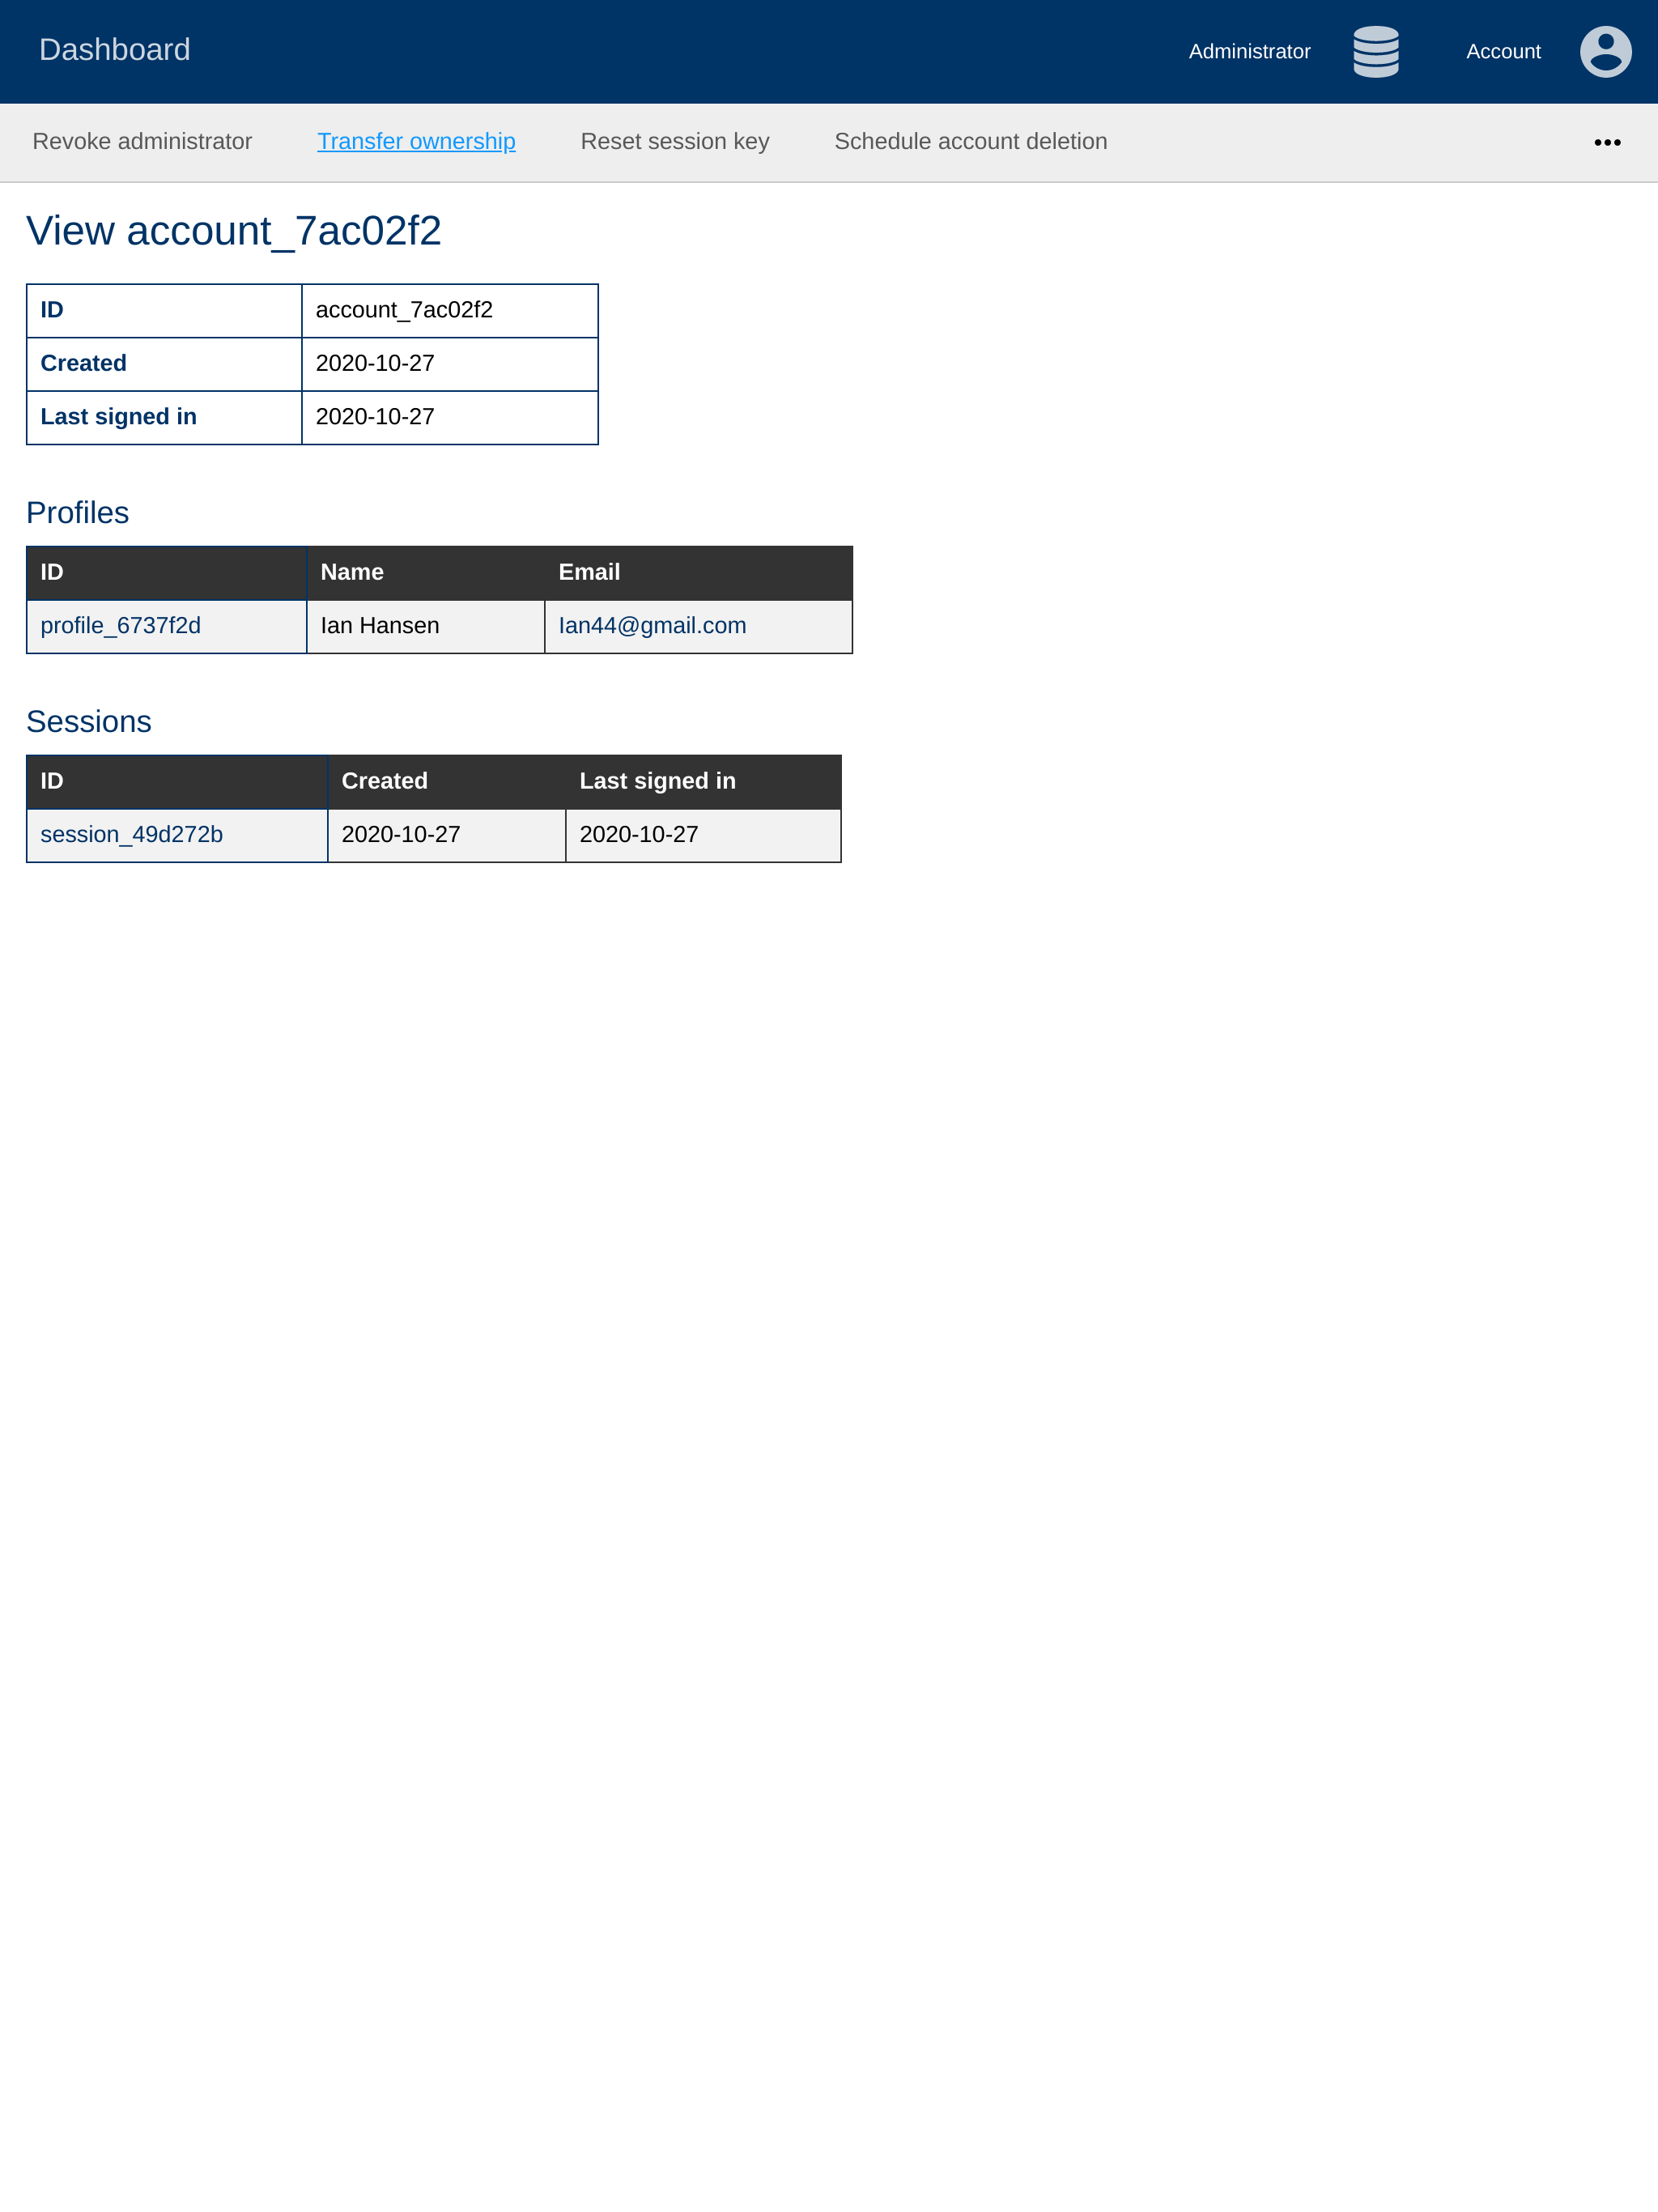 Dashboard
Administrator
Account
Revoke administrator
Transfer ownership
Reset session key
Schedule account deletion
•••
View account_7ac02f2
ID account_7ac02f2
Created 2020-10-27
Last signed in 2020-10-27
Profiles
ID Name Email
profile_6737f2d Ian Hansen Ian44@gmail.com
Sessions
ID Created Last signed in
session_49d272b 2020-10-27 2020-10-27